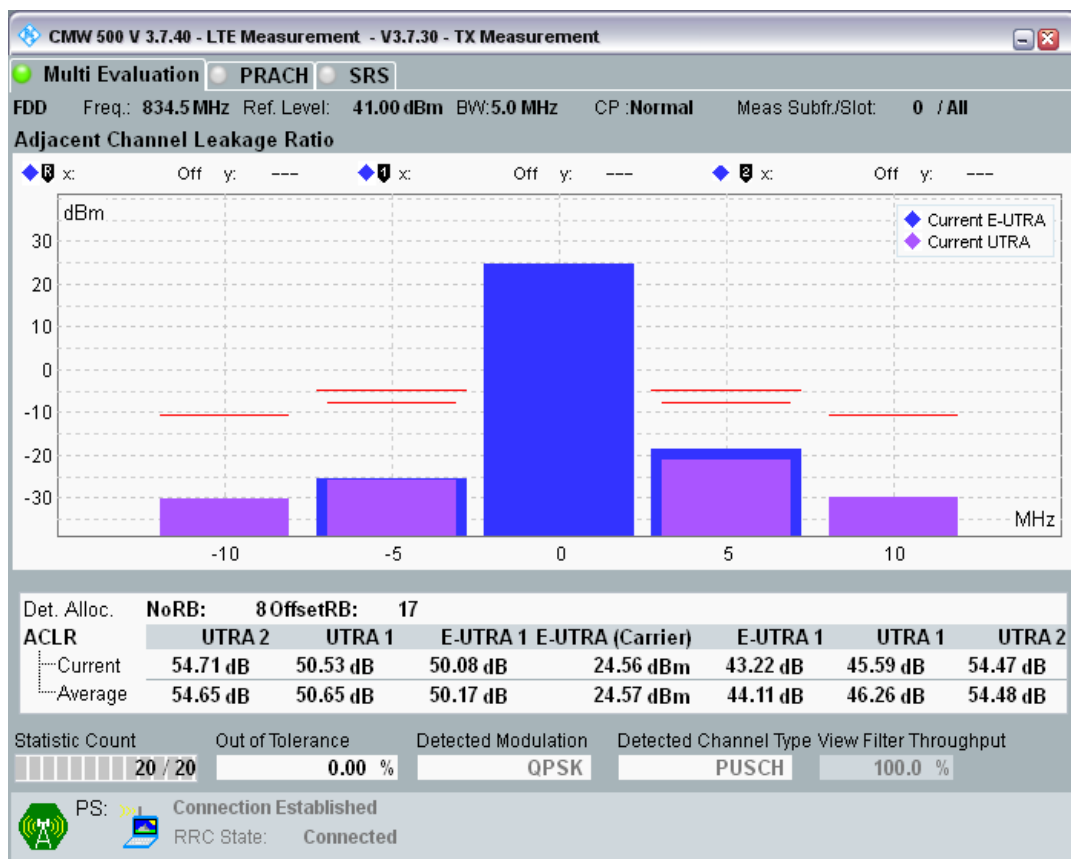 CMW 500 V 3.7.40 - LTE Measurement - V3.7.30 - TX Measurement
Multi Evaluation PRACH SRS
FDD Freq.: 834.5 MHz Ref. Level: 41.00 dBm BW:5.0 MHz CP :Normal Meas Subfr./Slot: 0 / All
Adjacent Channel Leakage Ratio
R x: Off y: --- 1 x: Off y: --- 2 x: Off y: ---
dBm
Current E-UTRA
Current UTRA
30
20
10
0
-10
-20
-30
MHz
-10 -5 0 5 10
Det. Alloc. NoRB: 8 OffsetRB: 17
ACLR UTRA 2 UTRA 1 E-UTRA 1 E-UTRA (Carrier) E-UTRA 1 UTRA 1 UTRA 2
Current 54.71 dB 50.53 dB 50.08 dB 24.56 dBm 43.22 dB 45.59 dB 54.47 dB
Average 54.65 dB 50.65 dB 50.17 dB 24.57 dBm 44.11 dB 46.26 dB 54.48 dB
Statistic Count Out of Tolerance Detected Modulation Detected Channel Type View Filter Throughput
20 / 20 0.00 % QPSK PUSCH 100.0 %
PS: Connection Established
RRC State: Connected